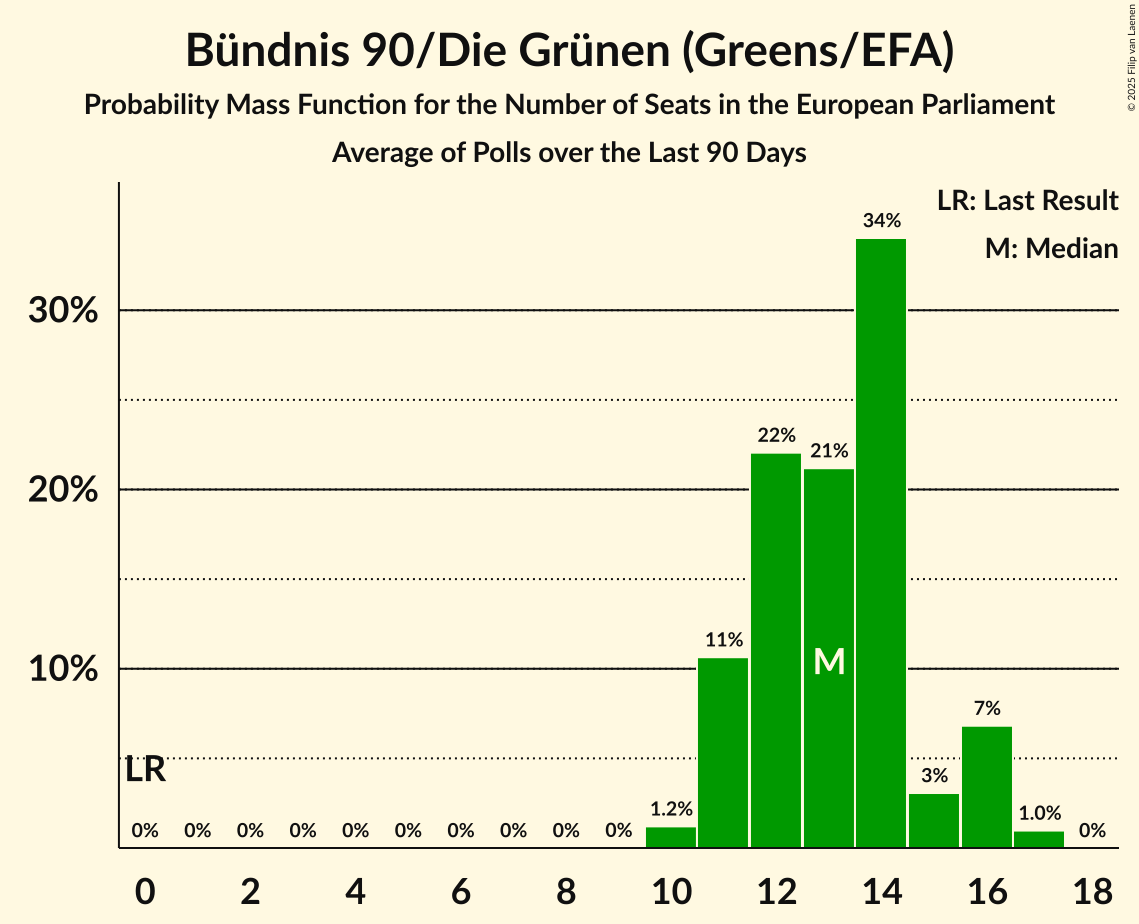 Bündnis 90/Die Grünen (Greens/EFA)
Probability Mass Function for the Number of Seats in the European Parliament
Average of Polls over the Last 90 Days
© 2025 Filip van Laenen
LR: Last Result
M: Median
34%
30%
22%
21%
20%
11%
M
10%
7%
LR
3%
1.2%
1.0%
0% 0% 0% 0% 0% 0% 0% 0% 0% 0% 0%
0 2 4 6 8 10 12 14 16 18